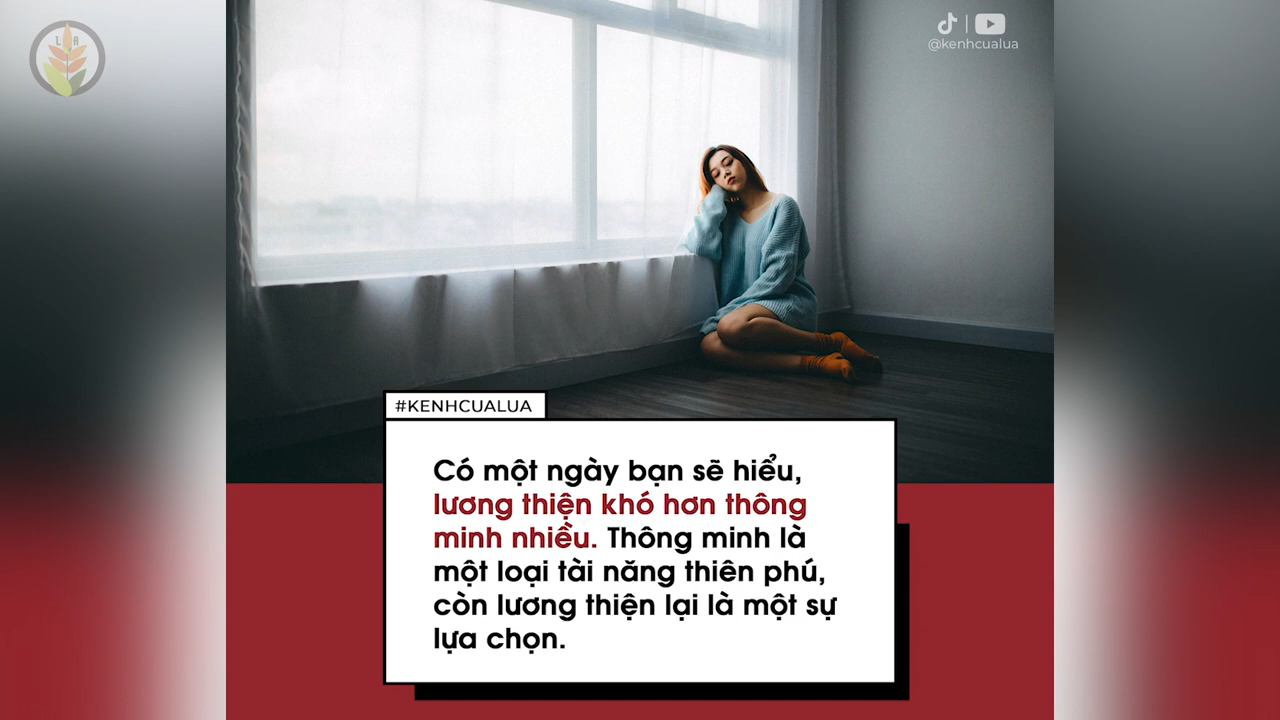 L A
@kenhcualua
#KENHCUALUA
Có một ngày bạn sẽ hiểu,
lương thiện khó hơn thông
minh nhiều. Thông minh là
một loại tài năng thiên phú,
còn lương thiện lại là một sự
lựa chọn.